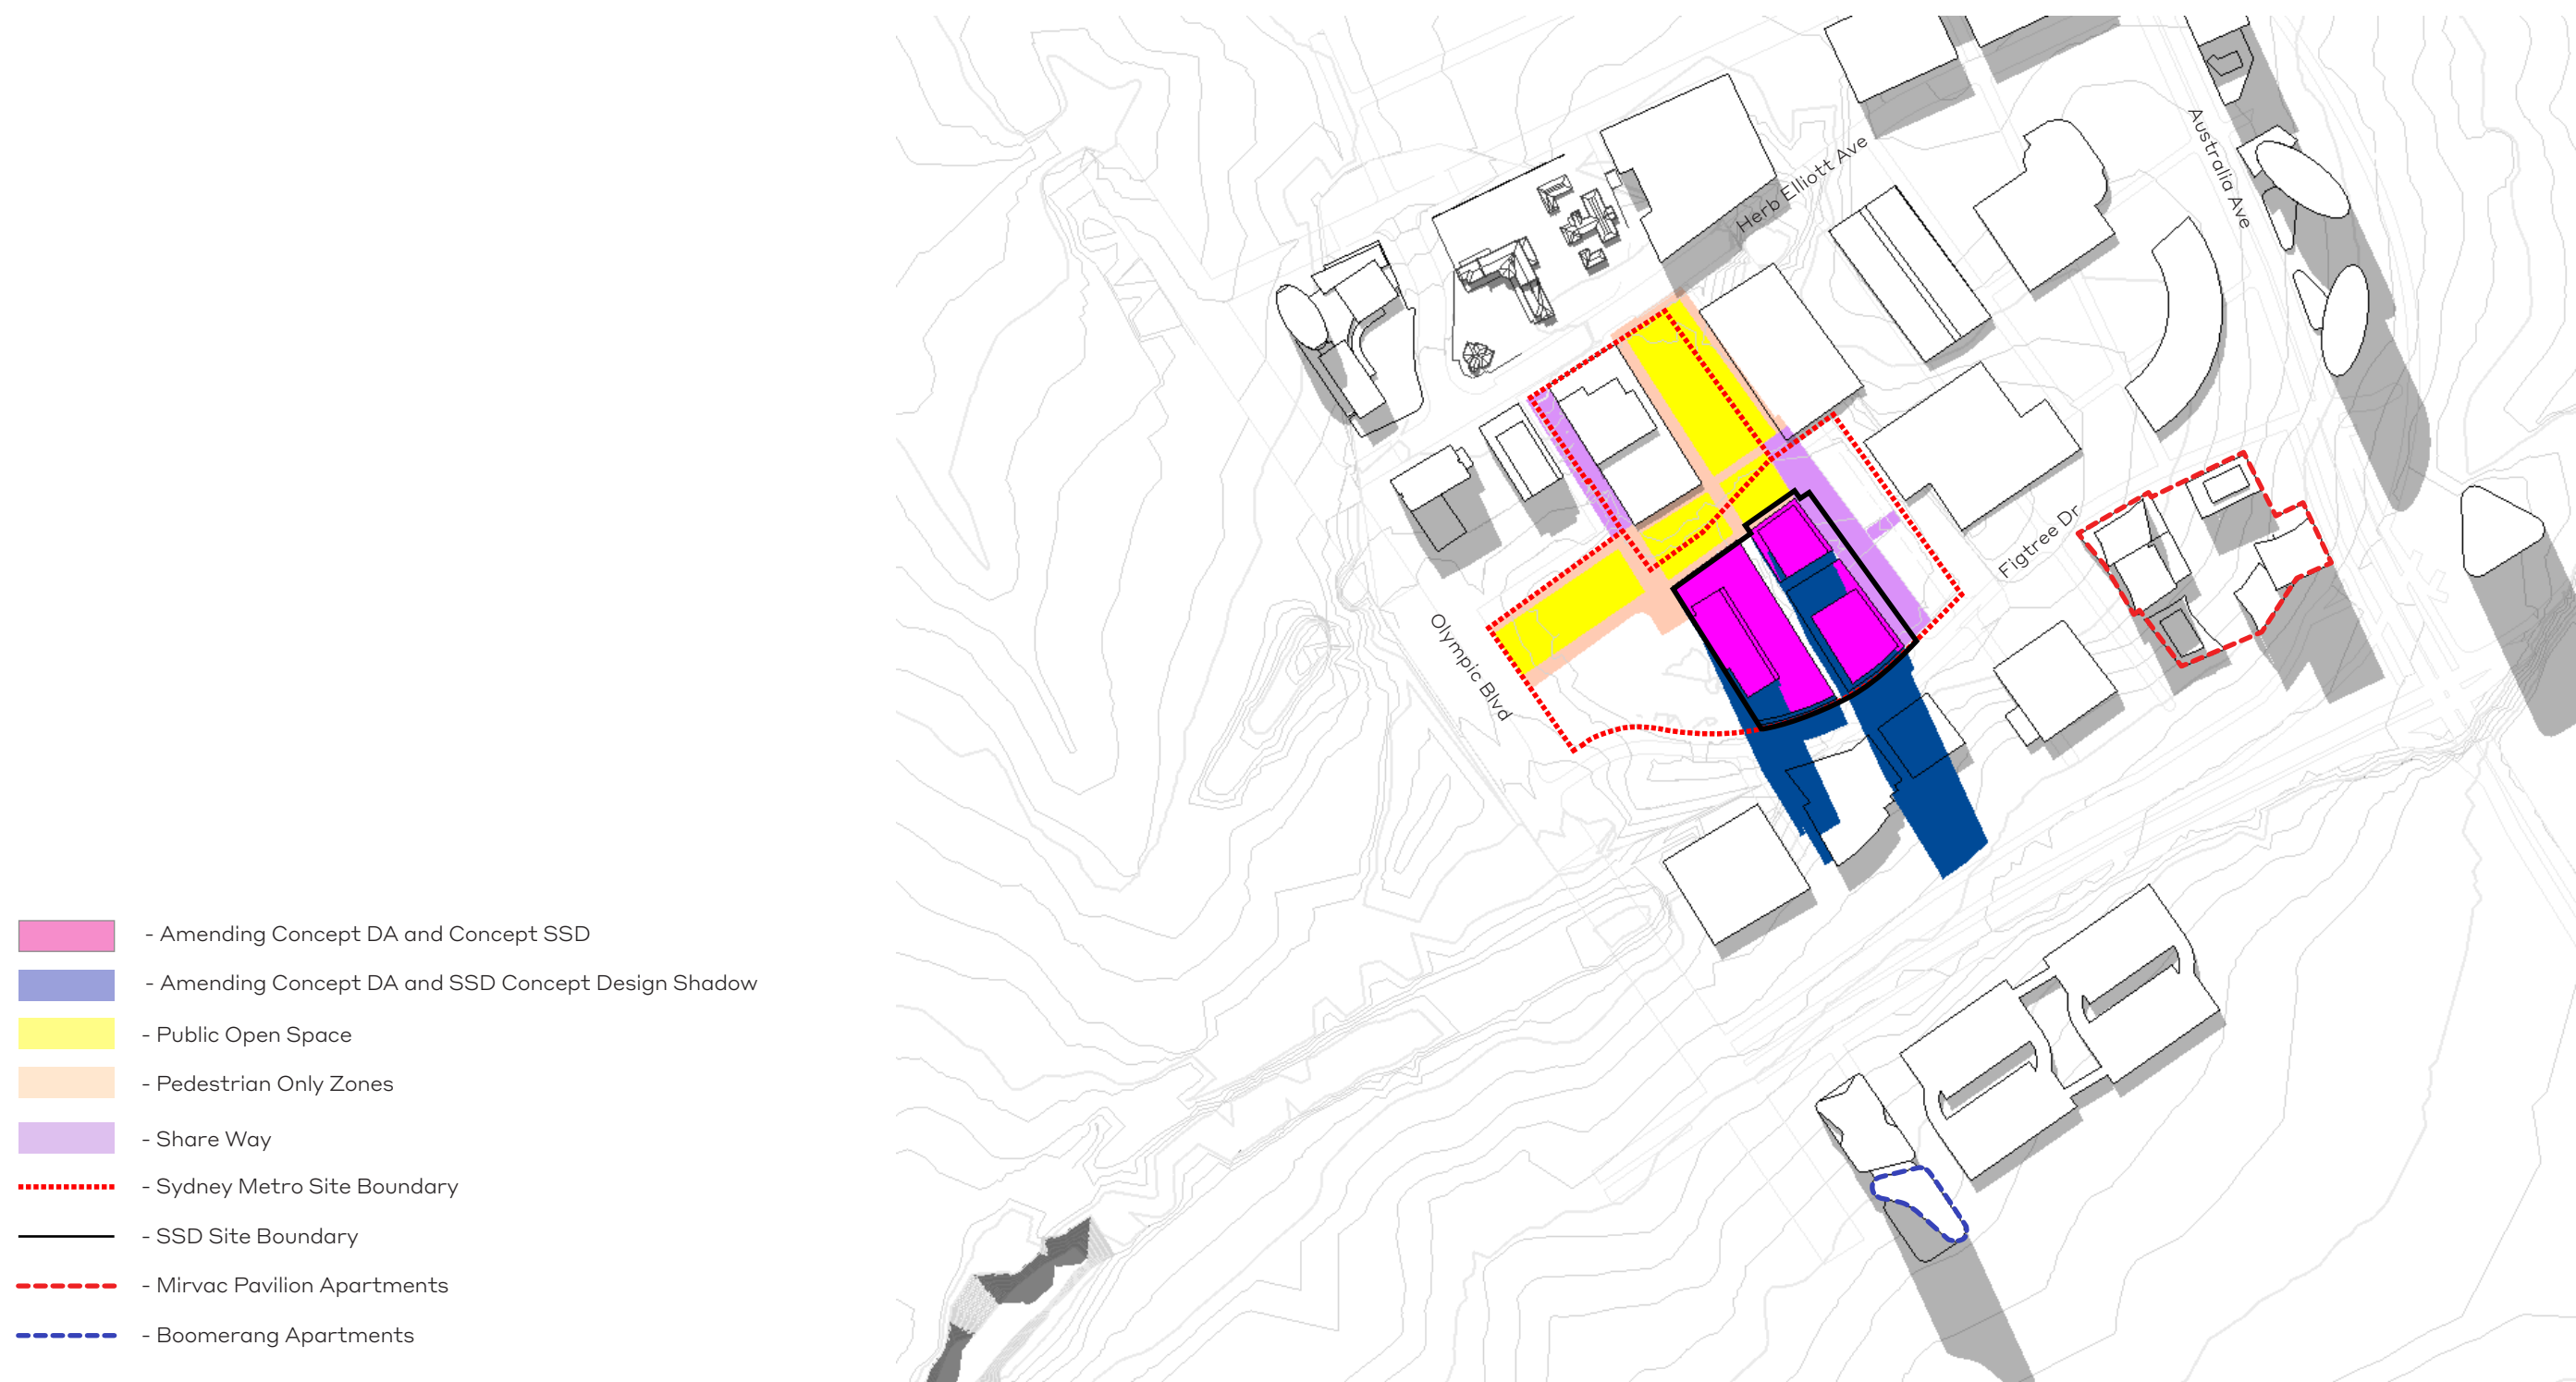 Herb Elliott Ave
Australia Ave
Figtree Dr
Olympic Blvd
- Amending Concept DA and Concept SSD
- Amending Concept DA and SSD Concept Design Shadow
- Public Open Space
- Pedestrian Only Zones
- Share Way
- Sydney Metro Site Boundary
- SSD Site Boundary
- Mirvac Pavilion Apartments
- Boomerang Apartments